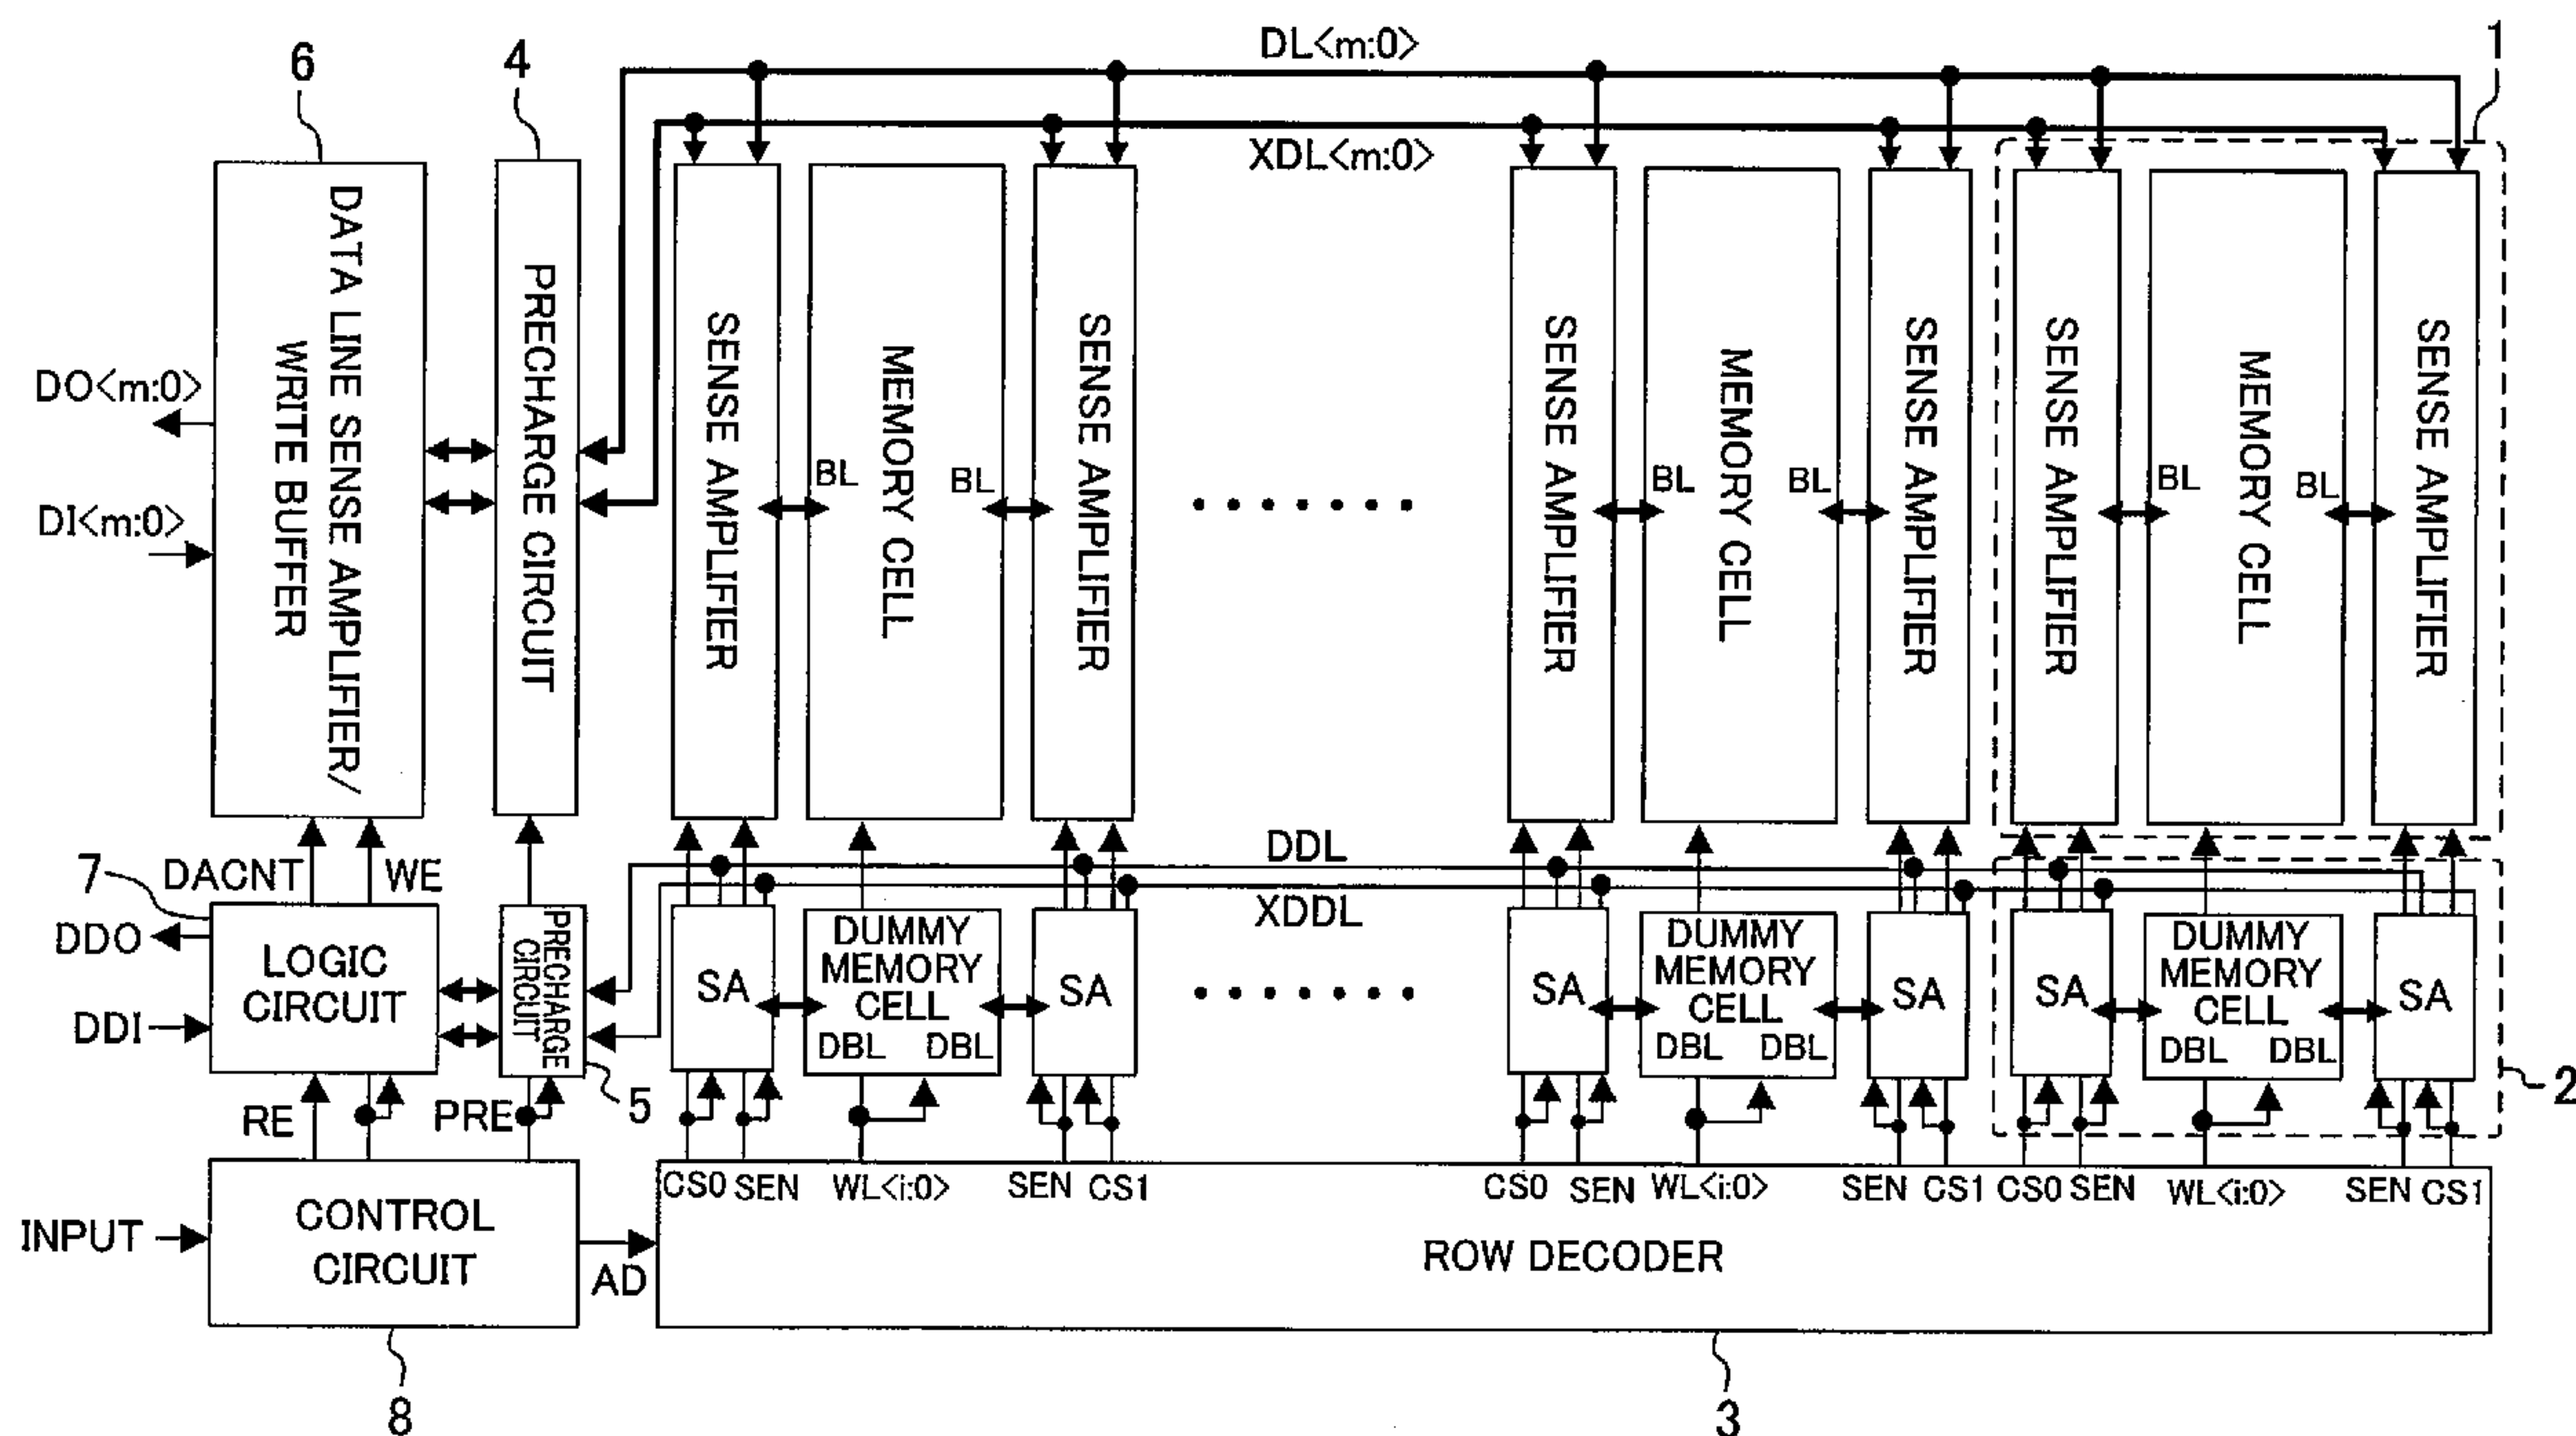 DL<m:0>
1
6
4
XDL<m:0>
DATA LINE SENSE AMPLIFIER/
WRITE BUFFER
PRECHARGE CIRCUIT
SENSE AMPLIFIER
MEMORY CELL
SENSE AMPLIFIER
SENSE AMPLIFIER
MEMORY CELL
SENSE AMPLIFIER
SENSE AMPLIFIER
MEMORY CELL
SENSE AMPLIFIER
DO<m:0>
DI<m:0>
BL
BL
BL
BL
BL
BL
DACNT
WE
DDL
XDDL
7
DDO
DDI
LOGIC
CIRCUIT
PRECHARGE
CIRCUIT
5
SA
DUMMY
MEMORY
CELL
DBL DBL
SA
SA
DUMMY
MEMORY
CELL
DBL DBL
SA
SA
DUMMY
MEMORY
CELL
DBL DBL
SA
2
RE
PRE
CS0 SEN WL<i:0> SEN CS1
CS0 SEN WL<i:0> SEN CS1
CS0 SEN WL<i:0> SEN CS1
INPUT
CONTROL
CIRCUIT
AD
ROW DECODER
8
3